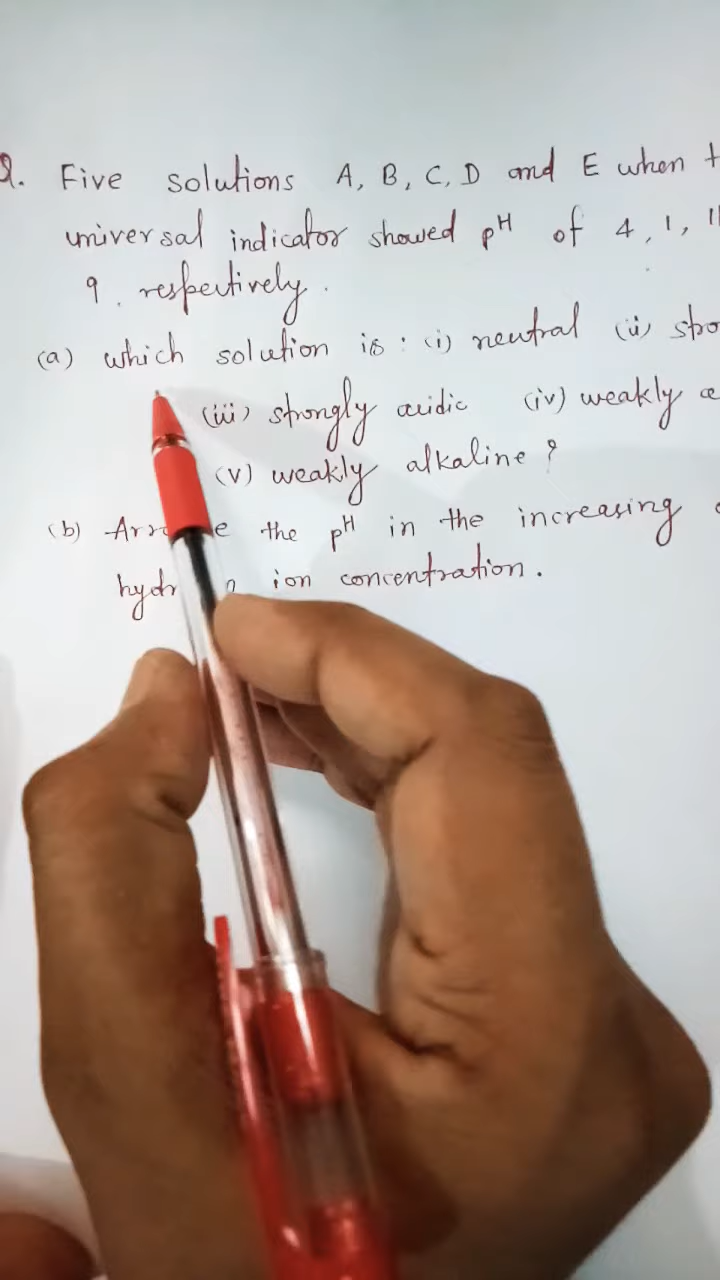 Q. Five solutions A, B, C, D and E when
universal indicator showed pH of 4, 1, 11
9. respectively.
(a) which solution is : (i) neutral (ii)
(iii) strongly acidic (iv) weakly
(v) weakly alkaline ?
(b) the pH in the increasing
ion concentration.